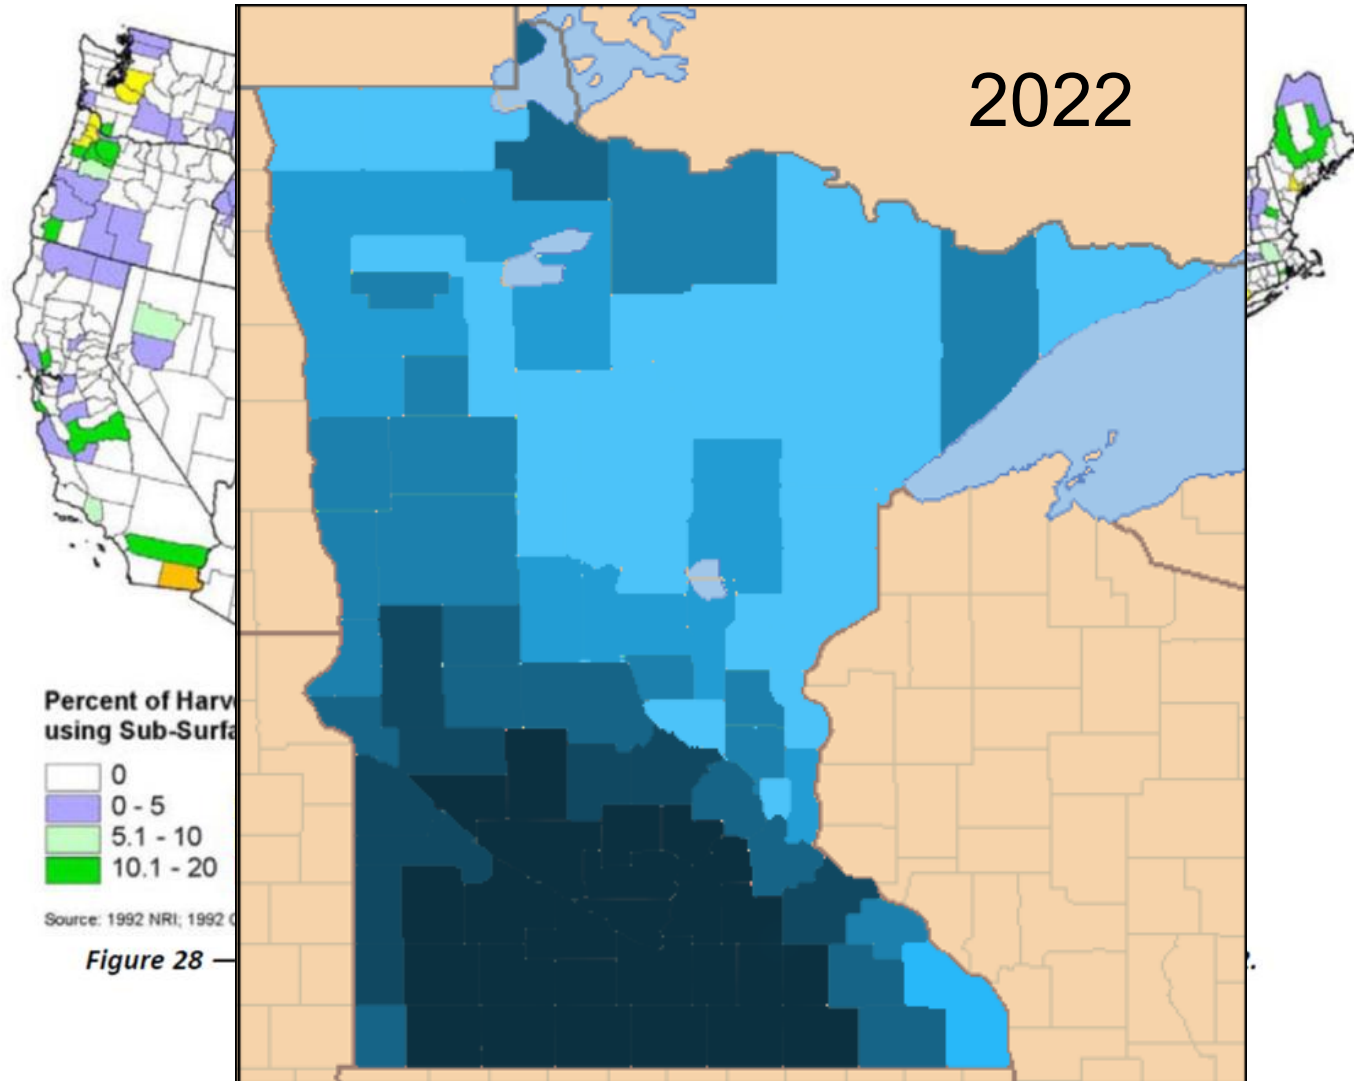 2022
Percent of Harv
using Sub-Surfa
0
0 - 5
5.1 - 10
10.1 - 20
Source: 1992 NRI; 1992
Figure 28 —